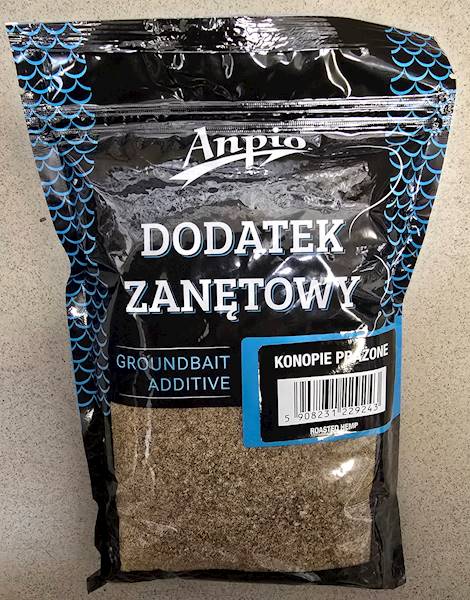 Anpio
DODATEK
ZANĘTOWY
GROUNDBAIT
ADDITIVE
KONOPIE PRAŻONE
5 908231 229243
ROASTED HEMP